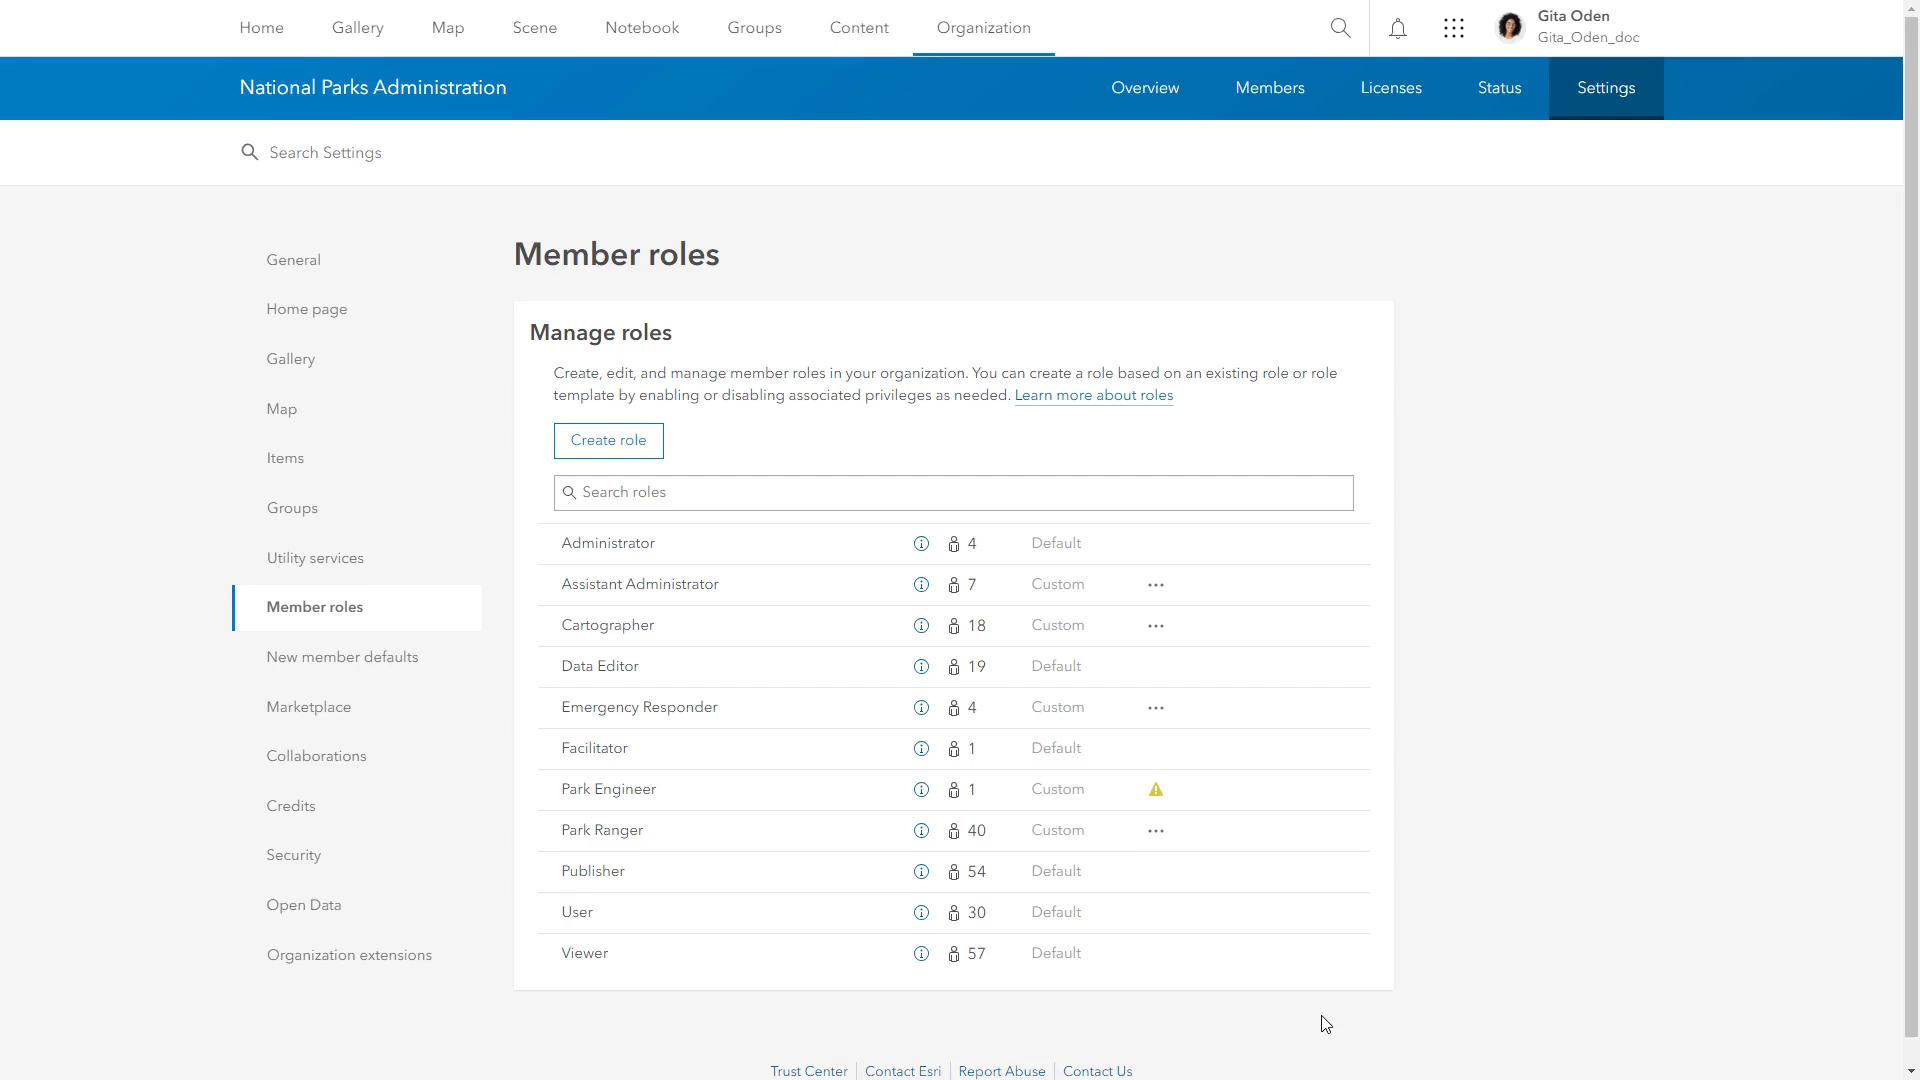 Home Gallery Map Scene Notebook Groups Content Organization Gita Oden
Gita_Oden_doc
National Parks Administration Overview Members Licenses Status Settings
Search Settings
General
Home page
Gallery
Map
Items
Groups
Utility services
Member roles
New member defaults
Marketplace
Collaborations
Credits
Security
Open Data
Organization extensions
Member roles
Manage roles
Create, edit, and manage member roles in your organization. You can create a role based on an existing role or role
template by enabling or disabling associated privileges as needed. Learn more about roles
Create role
Search roles
Administrator 4 Default
Assistant Administrator 7 Custom
Cartographer 18 Custom
Data Editor 19 Default
Emergency Responder 4 Custom
Facilitator 1 Default
Park Engineer 1 Custom
Park Ranger 40 Custom
Publisher 54 Default
User 30 Default
Viewer 57 Default
Trust Center Contact Esri Report Abuse Contact Us